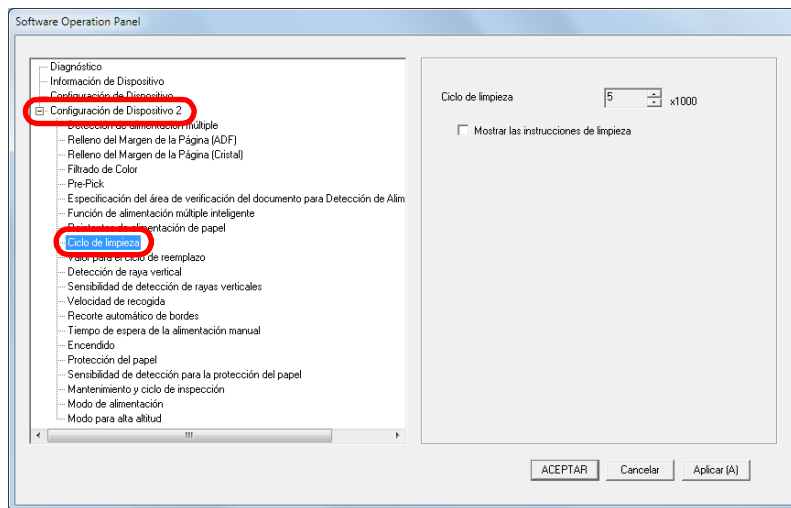 Software Operation Panel
Diagnóstico
Información de Dispositivo
Configuración de Dispositivo
Configuración de Dispositivo 2
Detección de alimentación múltiple
Relleno del Margen de la Página (ADF)
Relleno del Margen de la Página (Cristal)
Filtrado de Color
Pre-Pick
Especificación del área de verificación del documento para Detección de Alim
Función de alimentación múltiple inteligente
Reintentos de alimentación de papel
Ciclo de limpieza
Valor para el ciclo de reemplazo
Detección de raya vertical
Sensibilidad de detección de rayas verticales
Velocidad de recogida
Recorte automático de bordes
Tiempo de espera de la alimentación manual
Encendido
Protección del papel
Sensibilidad de detección para la protección del papel
Mantenimiento y ciclo de inspección
Modo de alimentación
Modo para alta altitud
Ciclo de limpieza 5 x1000
Mostrar las instrucciones de limpieza
ACEPTAR Cancelar Aplicar (A)